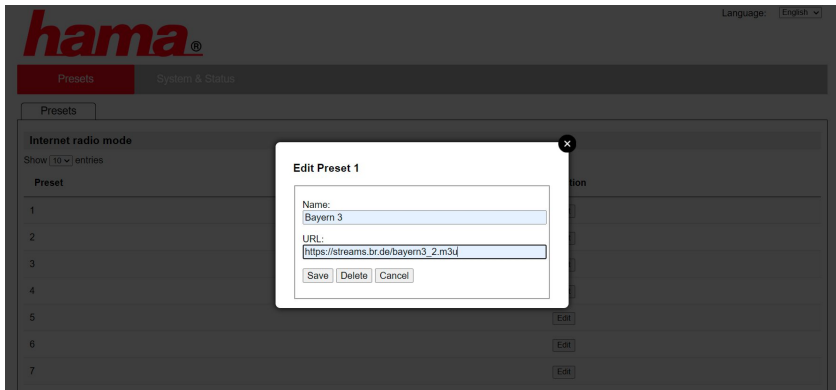 Language: English
hama®
Presets System & Status
Presets
Internet radio mode
Show 10 entries
Preset
1
2
3
4
5 Edit
6 Edit
7 Edit
Edit Preset 1
Name:
Bayern 3
URL:
https://streams.br.de/bayern3_2.m3u
Save Delete Cancel